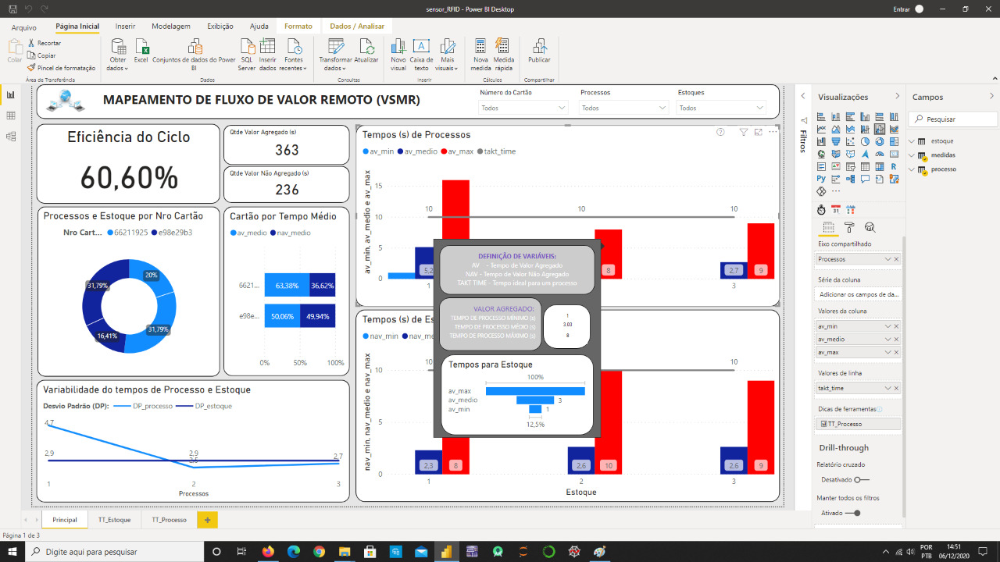 sensor_RFID - Power BI Desktop
Entrar
Arquivo
Página Inicial
Inserir
Modelagem
Exibição
Ajuda
Formato
Dados / Analisar
Colar
Recortar
Copiar
Pincel de formatação
Área de Transferência
Obter dados
Excel
Conjuntos de dados do Power BI
SQL Server
Inserir dados
Fontes recentes
Dados
Transformar dados
Atualizar
Consultas
Novo visual
Caixa de texto
Mais visuais
Inserir
Nova medida
Medida rápida
Cálculos
Publicar
Compartilhar
MAPEAMENTO DE FLUXO DE VALOR REMOTO (VSMR)
Número do Cartão
Todos
Processos
Todos
Estoques
Todos
Eficiência do Ciclo
60,60%
Qtde Valor Agregado (s)
363
Qtde Valor Não Agregado (s)
236
Processos e Estoque por Nro Cartão
Nro Cart... 66219125 e98e29b3
20%
31,79%
16,41%
31,79%
Cartão por Tempo Médio
av_medio nav_medio
6621...
63,38% 36,62%
e98e...
50.06% 49,94%
0% 50% 100%
Variabilidade do tempos de Processo e Estoque
Desvio Padrão (DP): DP_processo DP_estoque
4,7
2,9 2,9 2,7
1 2 3
Processos
Tempos (s) de Processos
av_min av_medio av_max takt_time
av_min, av_medio e av_max
15
10
5
0
10 10 10
5,2 8 2,7 9
1 3
Tempos (s) de Es
nav_min nav_me
nav_min, nav_medio e nav_max
10
5
0
10 10
2,3 8 2,6 10 2,6 9
1 2 3
Estoque
DEFINIÇÃO DE VARIÁVEIS:
AV - Tempo de Valor Agregado
NAV - Tempo de Valor Não Agregado
TAKT TIME - Tempo ideal para um processo
VALOR AGREGADO:
TEMPO DE PROCESSO MÍNIMO (s)
TEMPO DE PROCESSO MÉDIO (s)
TEMPO DE PROCESSO MÁXIMO (s)
1
3.03
8
Tempos para Estoque
100%
av_max
av_medio 3
av_min 1
12,5%
Filtros
Visualizações
R
Py
Eixo compartilhado
Processos
Série da coluna
Adicionar os campos de da...
Valores da coluna
av_min
av_medio
av_max
Valores de linha
takt_time
Dicas de ferramentas
TT_Processo
Drill-through
Relatório cruzado
Desativado
Manter todos os filtros
Ativado
Campos
Pesquisar
estoque
medidas
processo
Principal
TT_Estoque
TT_Processo
Página 1 de 3
Digite aqui para pesquisar
POR
PTB
14:51
06/12/2020